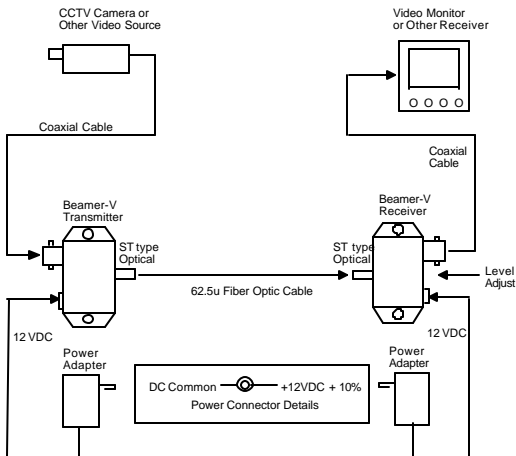 CCTV Camera or
Other Video Source
Video Monitor
or Other Receiver
Coaxial Cable
Coaxial
Cable
Beamer-V
Transmitter
Beamer-V
Receiver
ST type
Optical
ST type
Optical
Level
Adjust
62.5u Fiber Optic Cable
12 VDC
12 VDC
Power
Adapter
Power
Adapter
DC Common
+12VDC + 10%
Power Connector Details